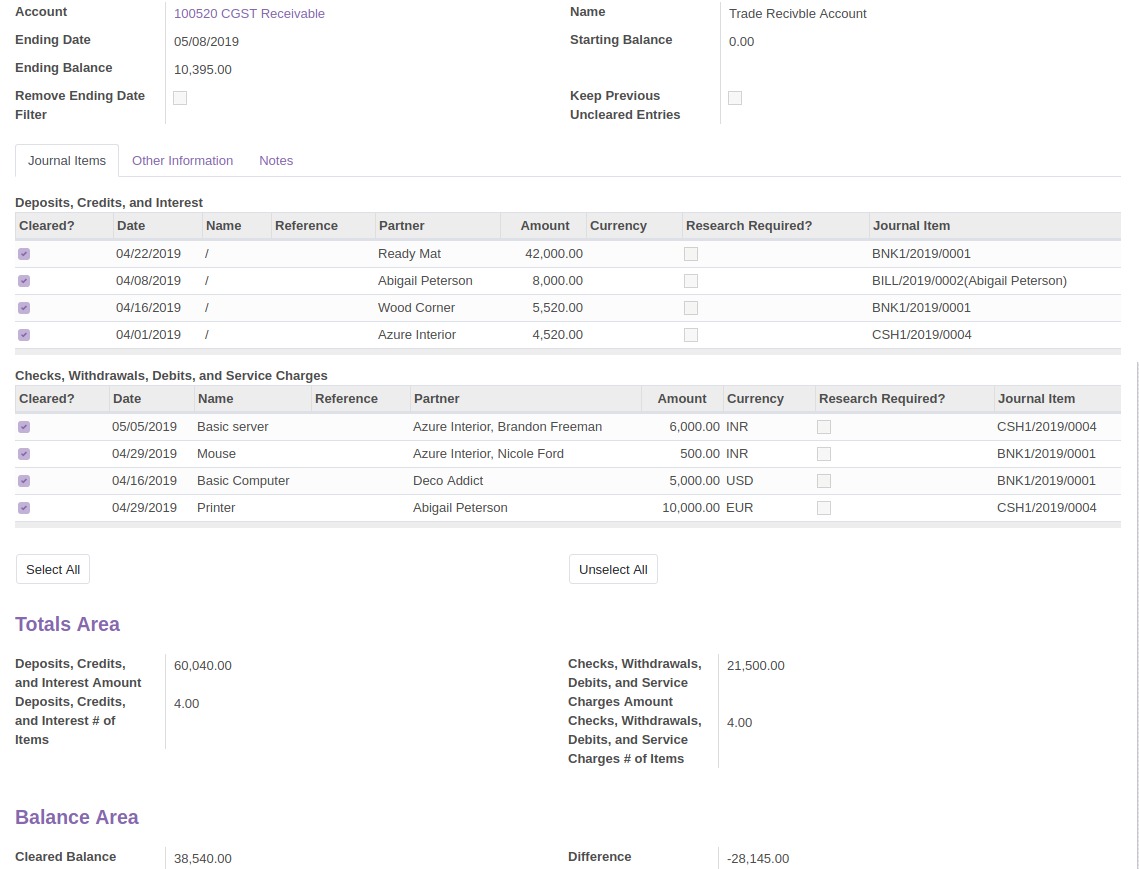 Account 100520 CGST Receivable Name Trade Recivble Account
Ending Date 05/08/2019 Starting Balance 0.00
Ending Balance 10,395.00
Remove Ending Date Keep Previous
Filter Uncleared Entries
Journal Items Other Information Notes
Deposits, Credits, and Interest
Cleared? Date Name Reference Partner Amount Currency Research Required? Journal Item
04/22/2019 / Ready Mat 42,000.00 BNK1/2019/0001
04/08/2019 / Abigail Peterson 8,000.00 BILL/2019/0002(Abigail Peterson)
04/16/2019 / Wood Corner 5,520.00 BNK1/2019/0001
04/01/2019 / Azure Interior 4,520.00 CSH1/2019/0004
Checks, Withdrawals, Debits, and Service Charges
Cleared? Date Name Reference Partner Amount Currency Research Required? Journal Item
05/05/2019 Basic server Azure Interior, Brandon Freeman 6,000.00 INR CSH1/2019/0004
04/29/2019 Mouse Azure Interior, Nicole Ford 500.00 INR BNK1/2019/0001
04/16/2019 Basic Computer Deco Addict 5,000.00 USD BNK1/2019/0001
04/29/2019 Printer Abigail Peterson 10,000.00 EUR CSH1/2019/0004
Select All Unselect All
Totals Area
Deposits, Credits, 60,040.00 Checks, Withdrawals, 21,500.00
and Interest Amount Debits, and Service
Deposits, Credits, 4.00 Charges Amount
and Interest # of Checks, Withdrawals, 4.00
Items Debits, and Service
Charges # of Items
Balance Area
Cleared Balance 38,540.00 Difference -28,145.00